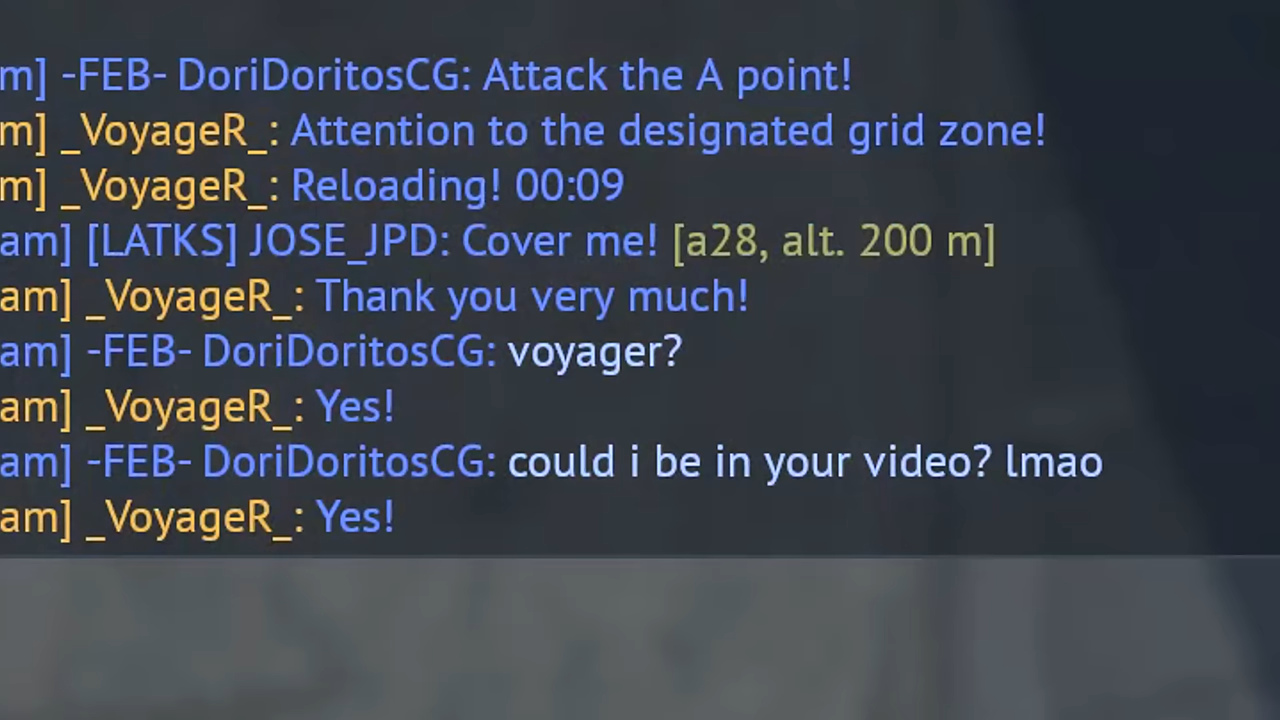 m] -FEB- DoriDoritosCG: Attack the A point!
m] _VoyageR_: Attention to the designated grid zone!
m] _VoyageR_: Reloading! 00:09
am] [LATKS] JOSE_JPD: Cover me! [a28, alt. 200 m]
am] _VoyageR_: Thank you very much!
am] -FEB- DoriDoritosCG: voyager?
am] _VoyageR_: Yes!
am] -FEB- DoriDoritosCG: could i be in your video? lmao
am] _VoyageR_: Yes!